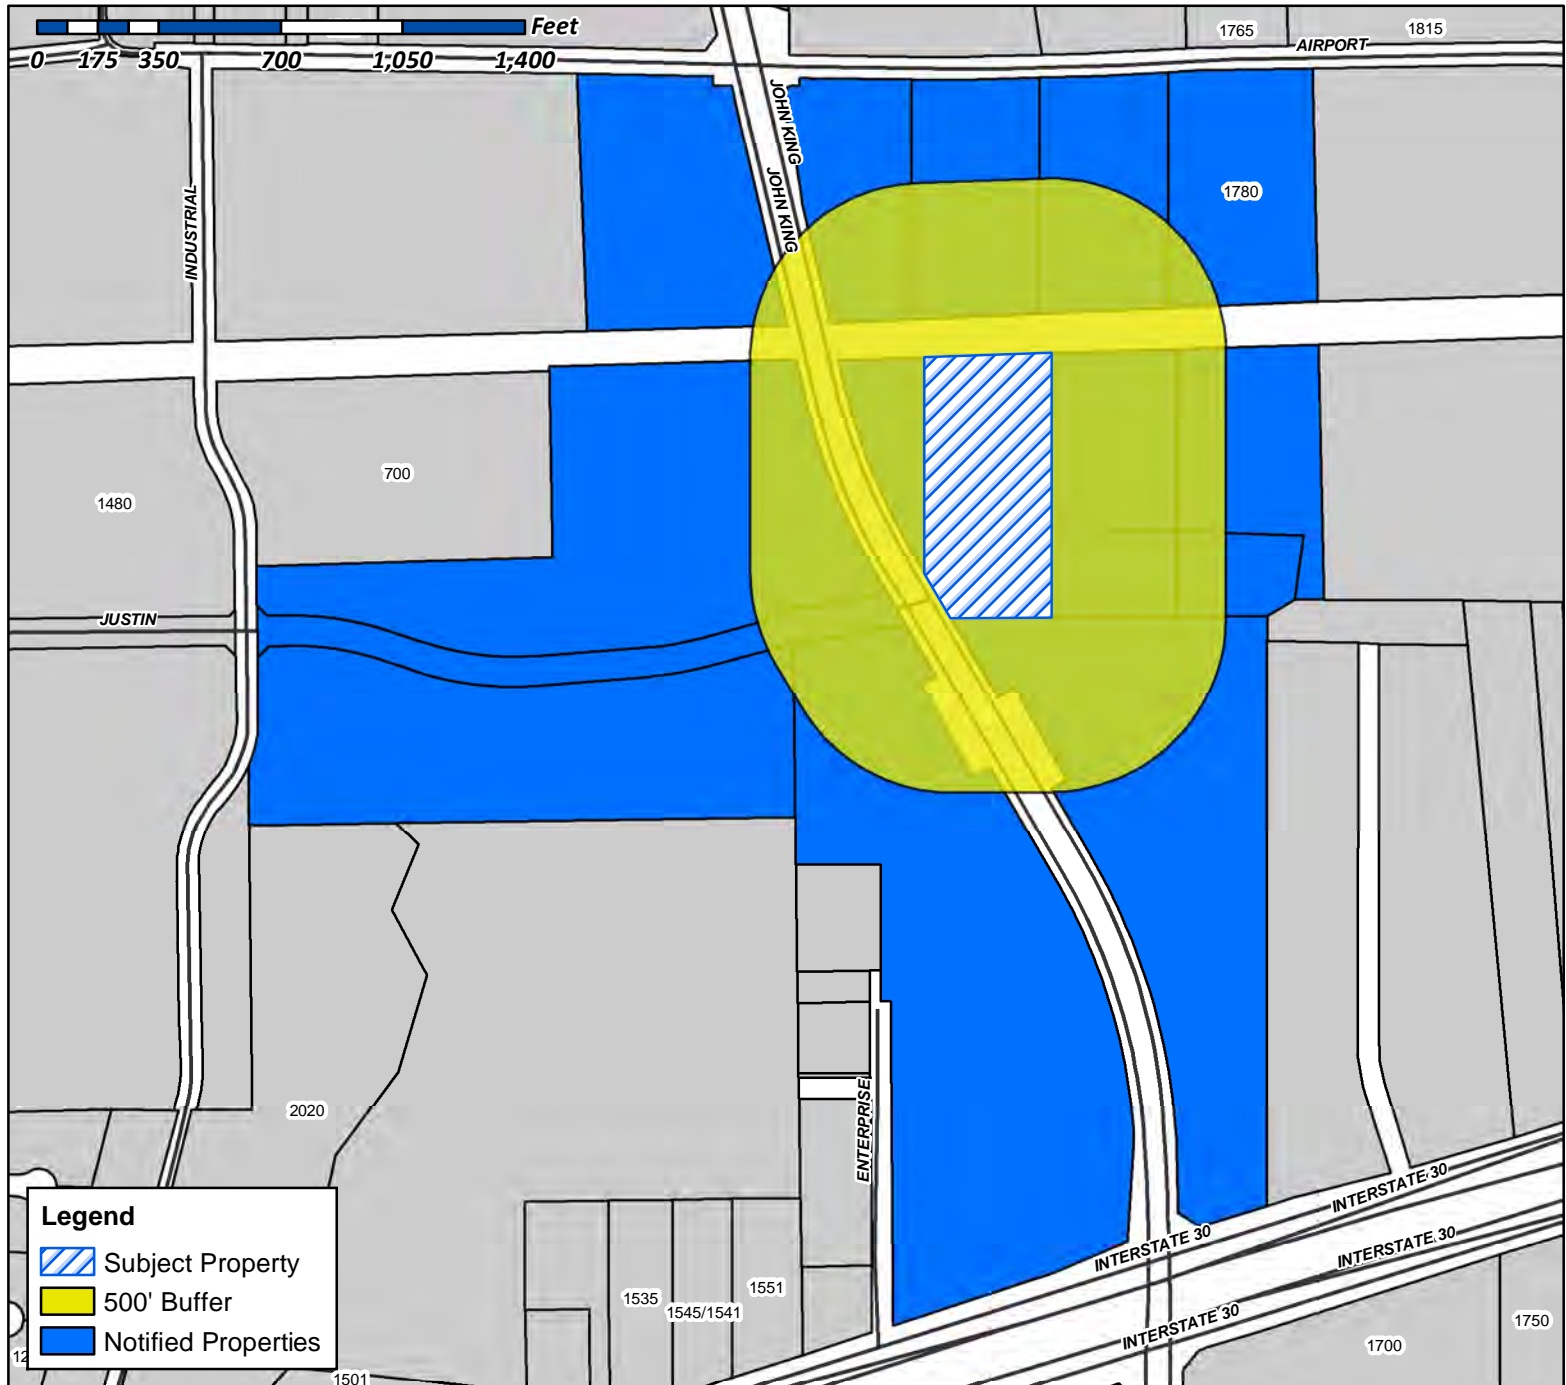 Feet
0 175 350 700 1,050 1,400
1765
1815
AIRPORT
JOHN KING
JOHN KING
INDUSTRIAL
1780
700
1480
JUSTIN
2020
ENTERPRISE
INTERSTATE 30
INTERSTATE 30
INTERSTATE 30
INTERSTATE 30
1535
1545/1541
1551
1750
1700
1501
Legend
Subject Property
500' Buffer
Notified Properties